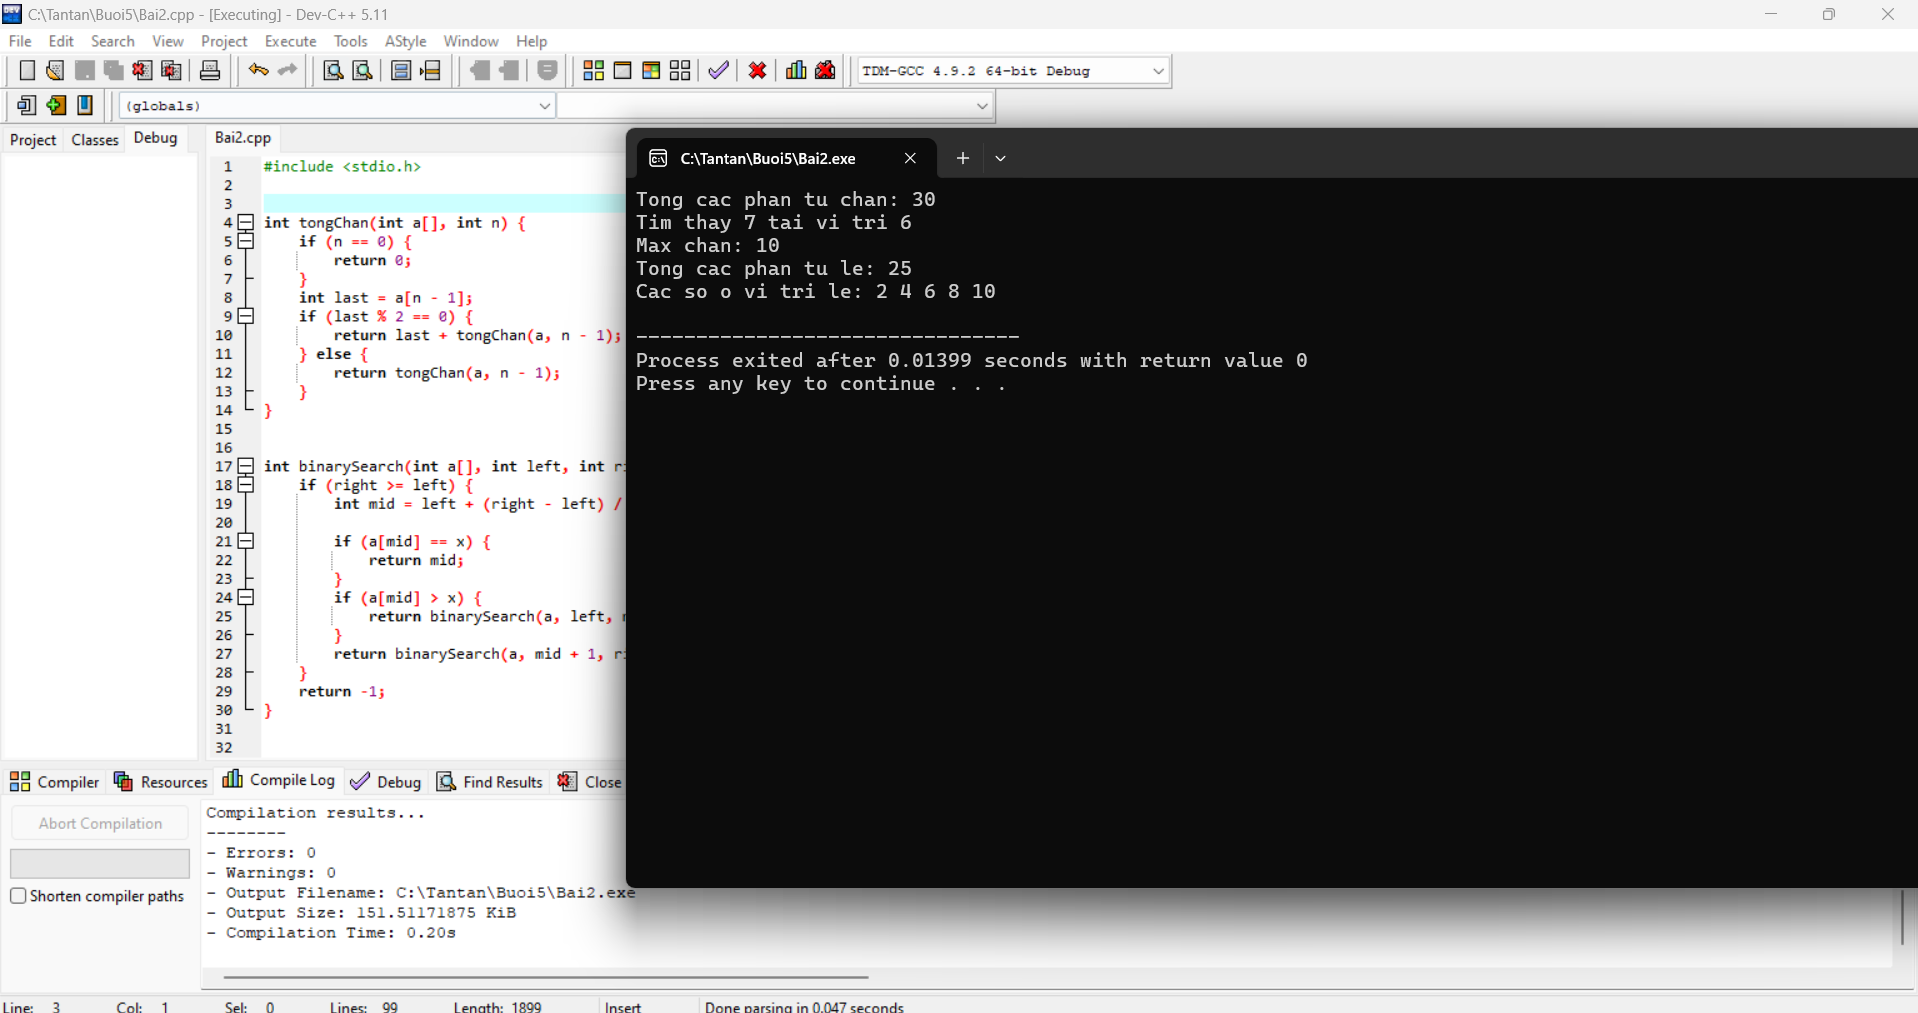 C:\Tantan\Buoi5\Bai2.cpp - [Executing] - Dev-C++ 5.11
File Edit Search View Project Execute Tools AStyle Window Help
TDM-GCC 4.9.2 64-bit Debug
(globals)
Project Classes Debug
Bai2.cpp
1 #include <stdio.h>
2
3
4 int tongChan(int a[], int n) {
5 if (n == 0) {
6 return 0;
7 }
8 int last = a[n - 1];
9 if (last % 2 == 0) {
10 return last + tongChan(a, n - 1);
11 } else {
12 return tongChan(a, n - 1);
13 }
14 }
15
16
17 int binarySearch(int a[], int left, int
18 if (right >= left) {
19 int mid = left + (right - left) /
20
21 if (a[mid] == x) {
22 return mid;
23 }
24 if (a[mid] > x) {
25 return binarySearch(a, left,
26 }
27 return binarySearch(a, mid + 1,
28 }
29 return -1;
30 }
31
32
C:\Tantan\Buoi5\Bai2.exe
Tong cac phan tu chan: 30
Tim thay 7 tai vi tri 6
Max chan: 10
Tong cac phan tu le: 25
Cac so o vi tri le: 2 4 6 8 10
--------------------------------
Process exited after 0.01399 seconds with return value 0
Press any key to continue . . .
Compiler Resources Compile Log Debug Find Results Close
Abort Compilation
Shorten compiler paths
Compilation results...
--------
- Errors: 0
- Warnings: 0
- Output Filename: C:\Tantan\Buoi5\Bai2.exe
- Output Size: 151.51171875 KiB
- Compilation Time: 0.20s
Line: 3 Col: 1 Sel: 0 Lines: 99 Length: 1899 Insert Done parsing in 0.047 seconds